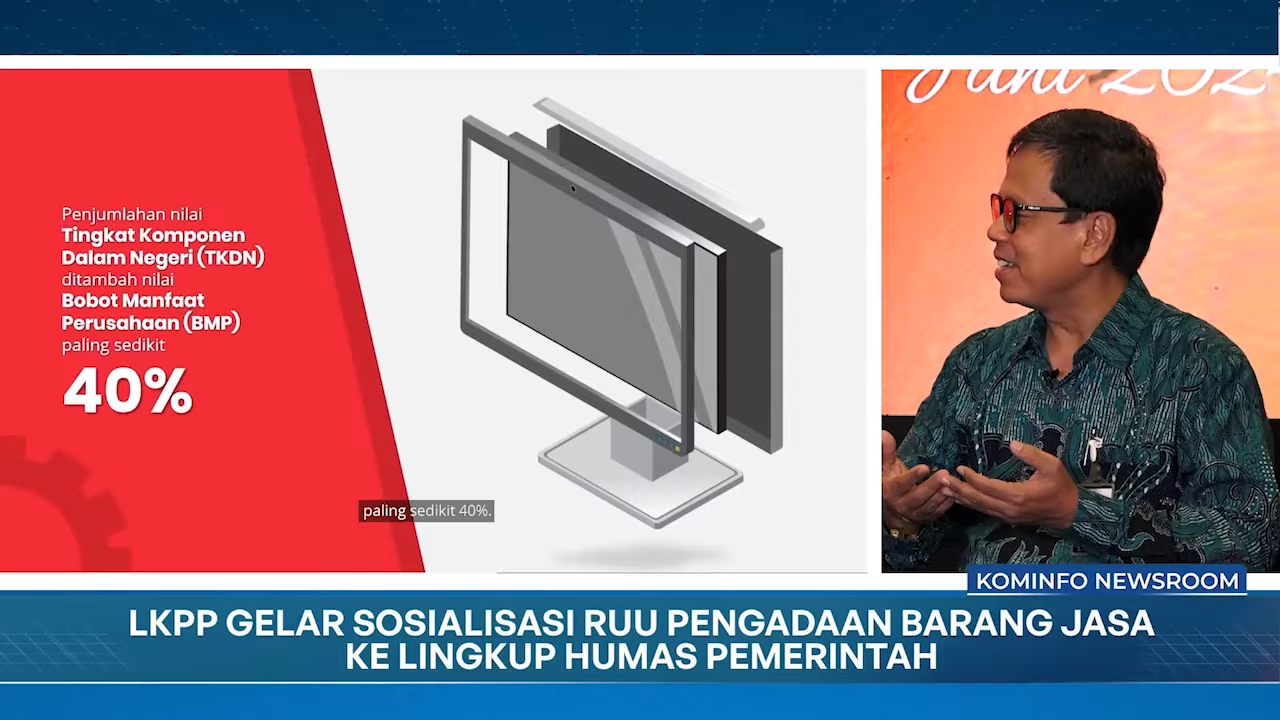 Penjumlahan nilai
Tingkat Komponen
Dalam Negeri (TKDN)
ditambah nilai
Bobot Manfaat
Perusahaan (BMP)
paling sedikit
40%
paling sedikit 40%.
KOMINFO NEWSROOM
LKPP GELAR SOSIALISASI RUU PENGADAAN BARANG JASA
KE LINGKUP HUMAS PEMERINTAH